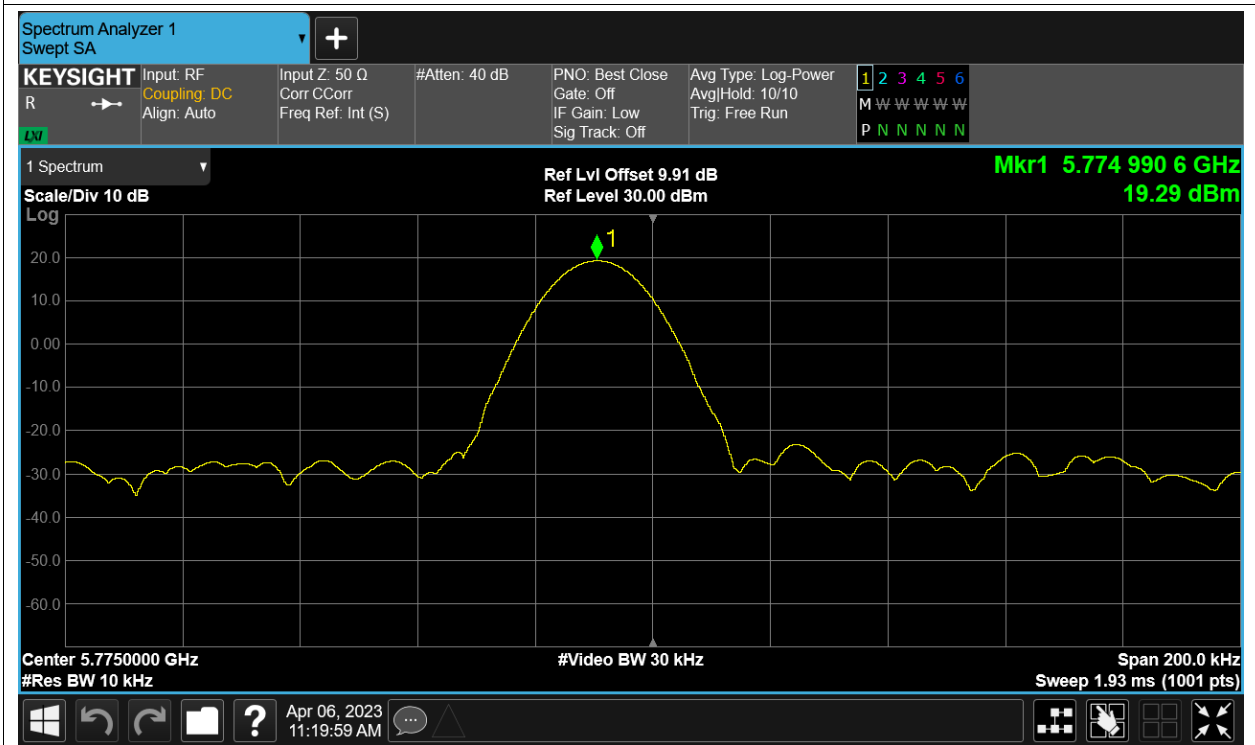 Spectrum Analyzer 1
Swept SA
KEYSIGHT
R
LXI
Input: RF
Coupling: DC
Align: Auto
Input Z: 50 Ω
Corr CCorr
Freq Ref: Int (S)
#Atten: 40 dB
PNO: Best Close
Gate: Off
IF Gain: Low
Sig Track: Off
Avg Type: Log-Power
Avg|Hold: 10/10
Trig: Free Run
1 2 3 4 5 6
M W W W W W
P N N N N N
1 Spectrum
Scale/Div 10 dB
Log
Ref Lvl Offset 9.91 dB
Ref Level 30.00 dBm
Mkr1 5.774 990 6 GHz
19.29 dBm
1
20.0
10.0
0.00
-10.0
-20.0
-30.0
-40.0
-50.0
-60.0
Center 5.7750000 GHz
#Res BW 10 kHz
#Video BW 30 kHz
Span 200.0 kHz
Sweep 1.93 ms (1001 pts)
?
Apr 06, 2023
11:19:59 AM